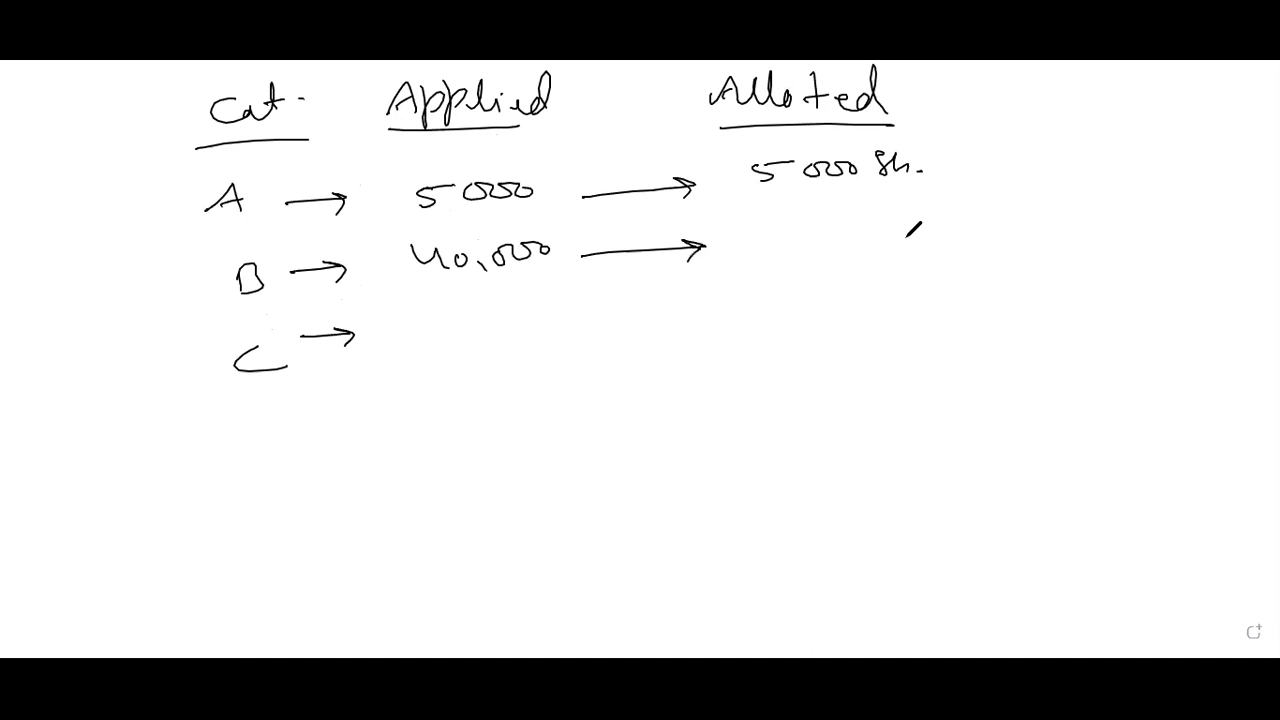 Cat. Applied Alloted
A → 5000 → 5000 Sh.
B → 40,000 →
C →